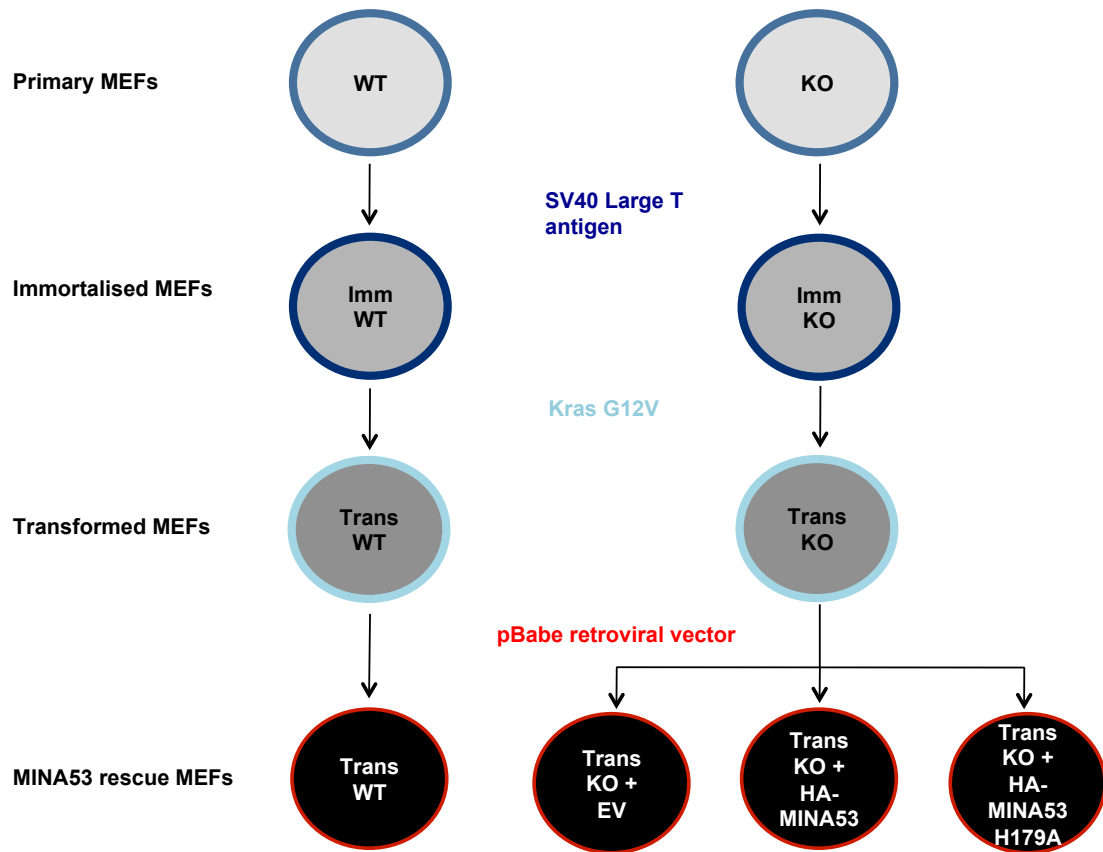 Primary MEFs
WT
KO
SV40 Large T
antigen
Immortalised MEFs
Imm
WT
Imm
KO
Kras G12V
Transformed MEFs
Trans
WT
Trans
KO
pBabe retroviral vector
MINA53 rescue MEFs
Trans
WT
Trans
KO +
EV
Trans
KO +
HA-
MINA53
Trans
KO +
HA-
MINA53
H179A